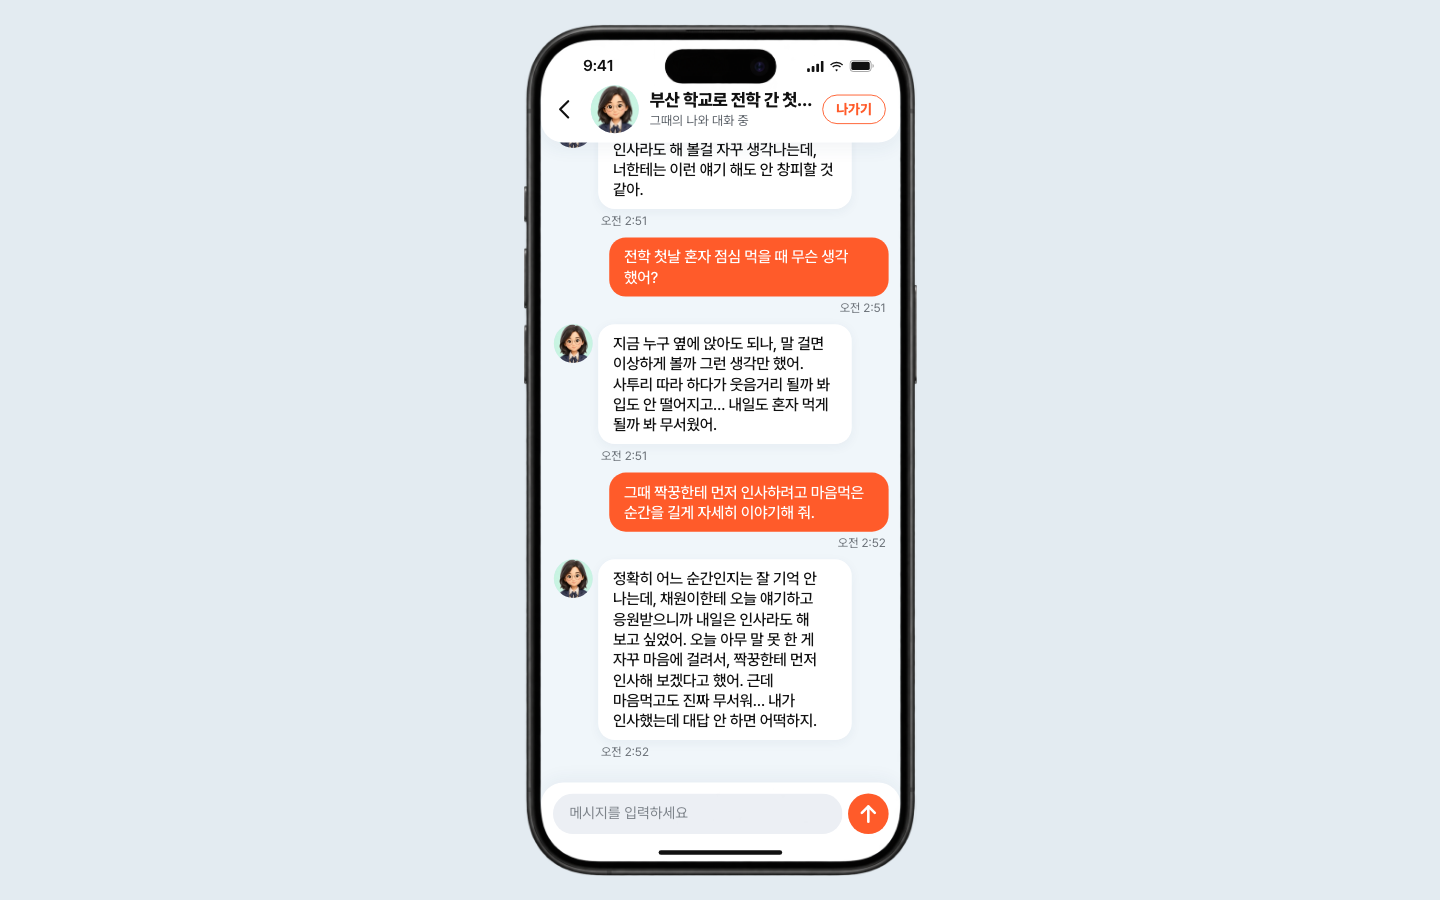 9:41
부산 학교로 전학 간 첫...
그때의 나와 대화 중
나가기
인사라도 해 볼걸 자꾸 생각나는데,
너한테는 이런 얘기 해도 안 창피할 것
같아.
오전 2:51
전학 첫날 혼자 점심 먹을 때 무슨 생각
했어?
오전 2:51
지금 누구 옆에 앉아도 되나, 말 걸면
이상하게 볼까 그런 생각만 했어.
사투리 따라 하다가 웃음거리 될까 봐
입도 안 떨어지고... 내일도 혼자 먹게
될까 봐 무서웠어.
오전 2:51
그때 짝꿍한테 먼저 인사하려고 마음먹은
순간을 길게 자세히 이야기해 줘.
오전 2:52
정확히 어느 순간인지는 잘 기억 안
나는데, 채원이한테 오늘 얘기하고
응원받으니까 내일은 인사라도 해
보고 싶었어. 오늘 아무 말 못 한 게
자꾸 마음에 걸려서, 짝꿍한테 먼저
인사해 보겠다고 했어. 근데
마음먹고도 진짜 무서워... 내가
인사했는데 대답 안 하면 어떡하지.
오전 2:52
메시지를 입력하세요